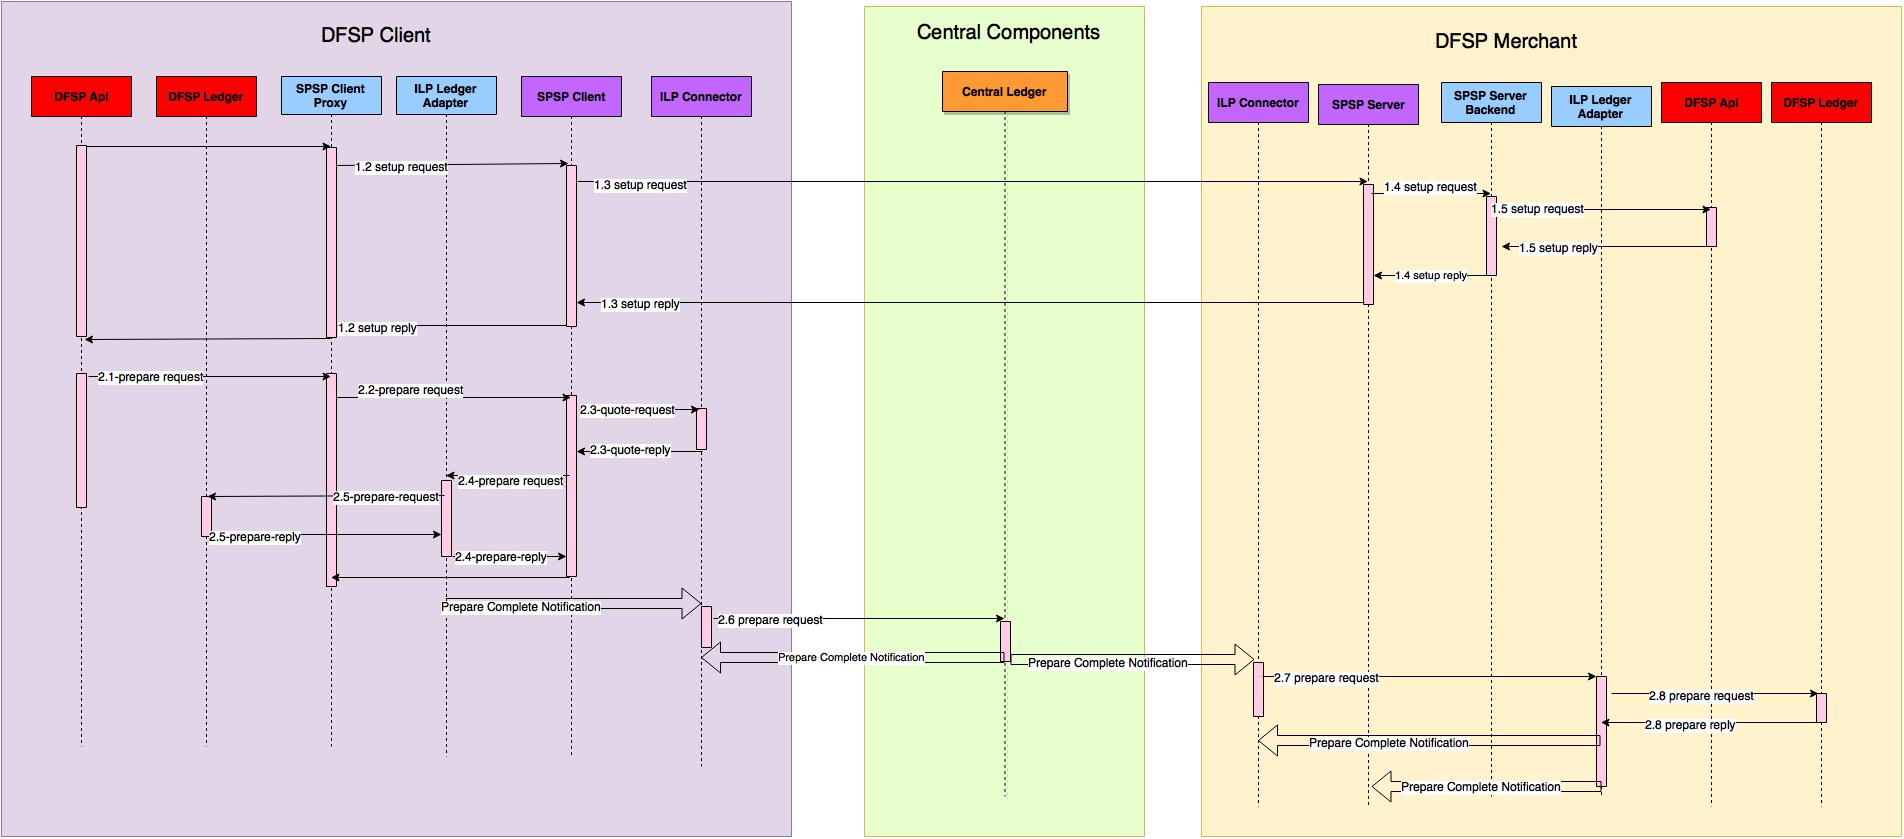 DFSP Client
Central Components
DFSP Merchant
DFSP Api
DFSP Ledger
SPSP Client
Proxy
ILP Ledger
Adapter
SPSP Client
ILP Connector
Central Ledger
ILP Connector
SPSP Server
SPSP Server
Backend
ILP Ledger
Adapter
DFSP Api
DFSP Ledger
1.2 setup request
1.3 setup request
1.4 setup request
1.5 setup request
1.5 setup reply
1.4 setup reply
1.3 setup reply
1.2 setup reply
2.1-prepare request
2.2-prepare request
2.3-quote-request
2.3-quote-reply
2.4-prepare request
2.5-prepare-request
2.5-prepare-reply
2.4-prepare-reply
Prepare Complete Notification
2.6 prepare request
Prepare Complete Notification
Prepare Complete Notification
2.7 prepare request
2.8 prepare request
2.8 prepare reply
Prepare Complete Notification
Prepare Complete Notification